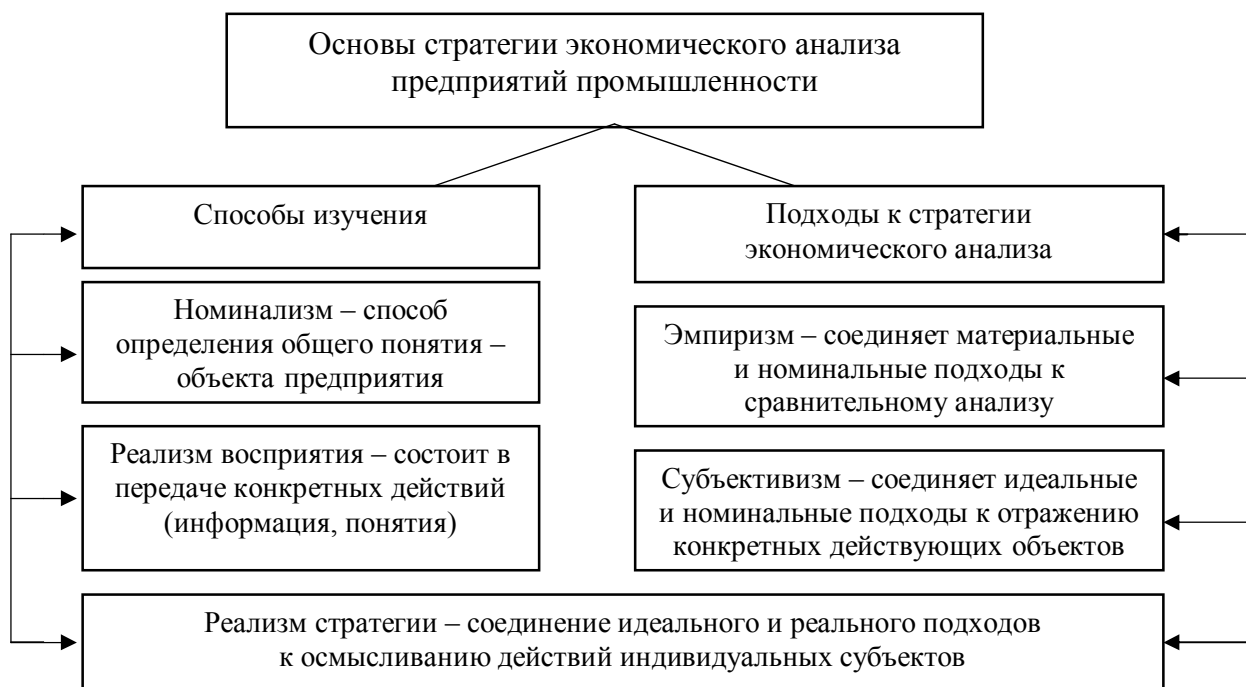 Основы стратегии экономического анализа
предприятий промышленности
Способы изучения
Номинализм – способ
определения общего понятия –
объекта предприятия
Реализм восприятия – состоит в
передаче конкретных действий
(информация, понятия)
Подходы к стратегии
экономического анализа
Эмпиризм – соединяет материальные
и номинальные подходы к
сравнительному анализу
Субъективизм – соединяет идеальные
и номинальные подходы к отражению
конкретных действующих объектов
Реализм стратегии – соединение идеального и реального подходов
к осмысливанию действий индивидуальных субъектов